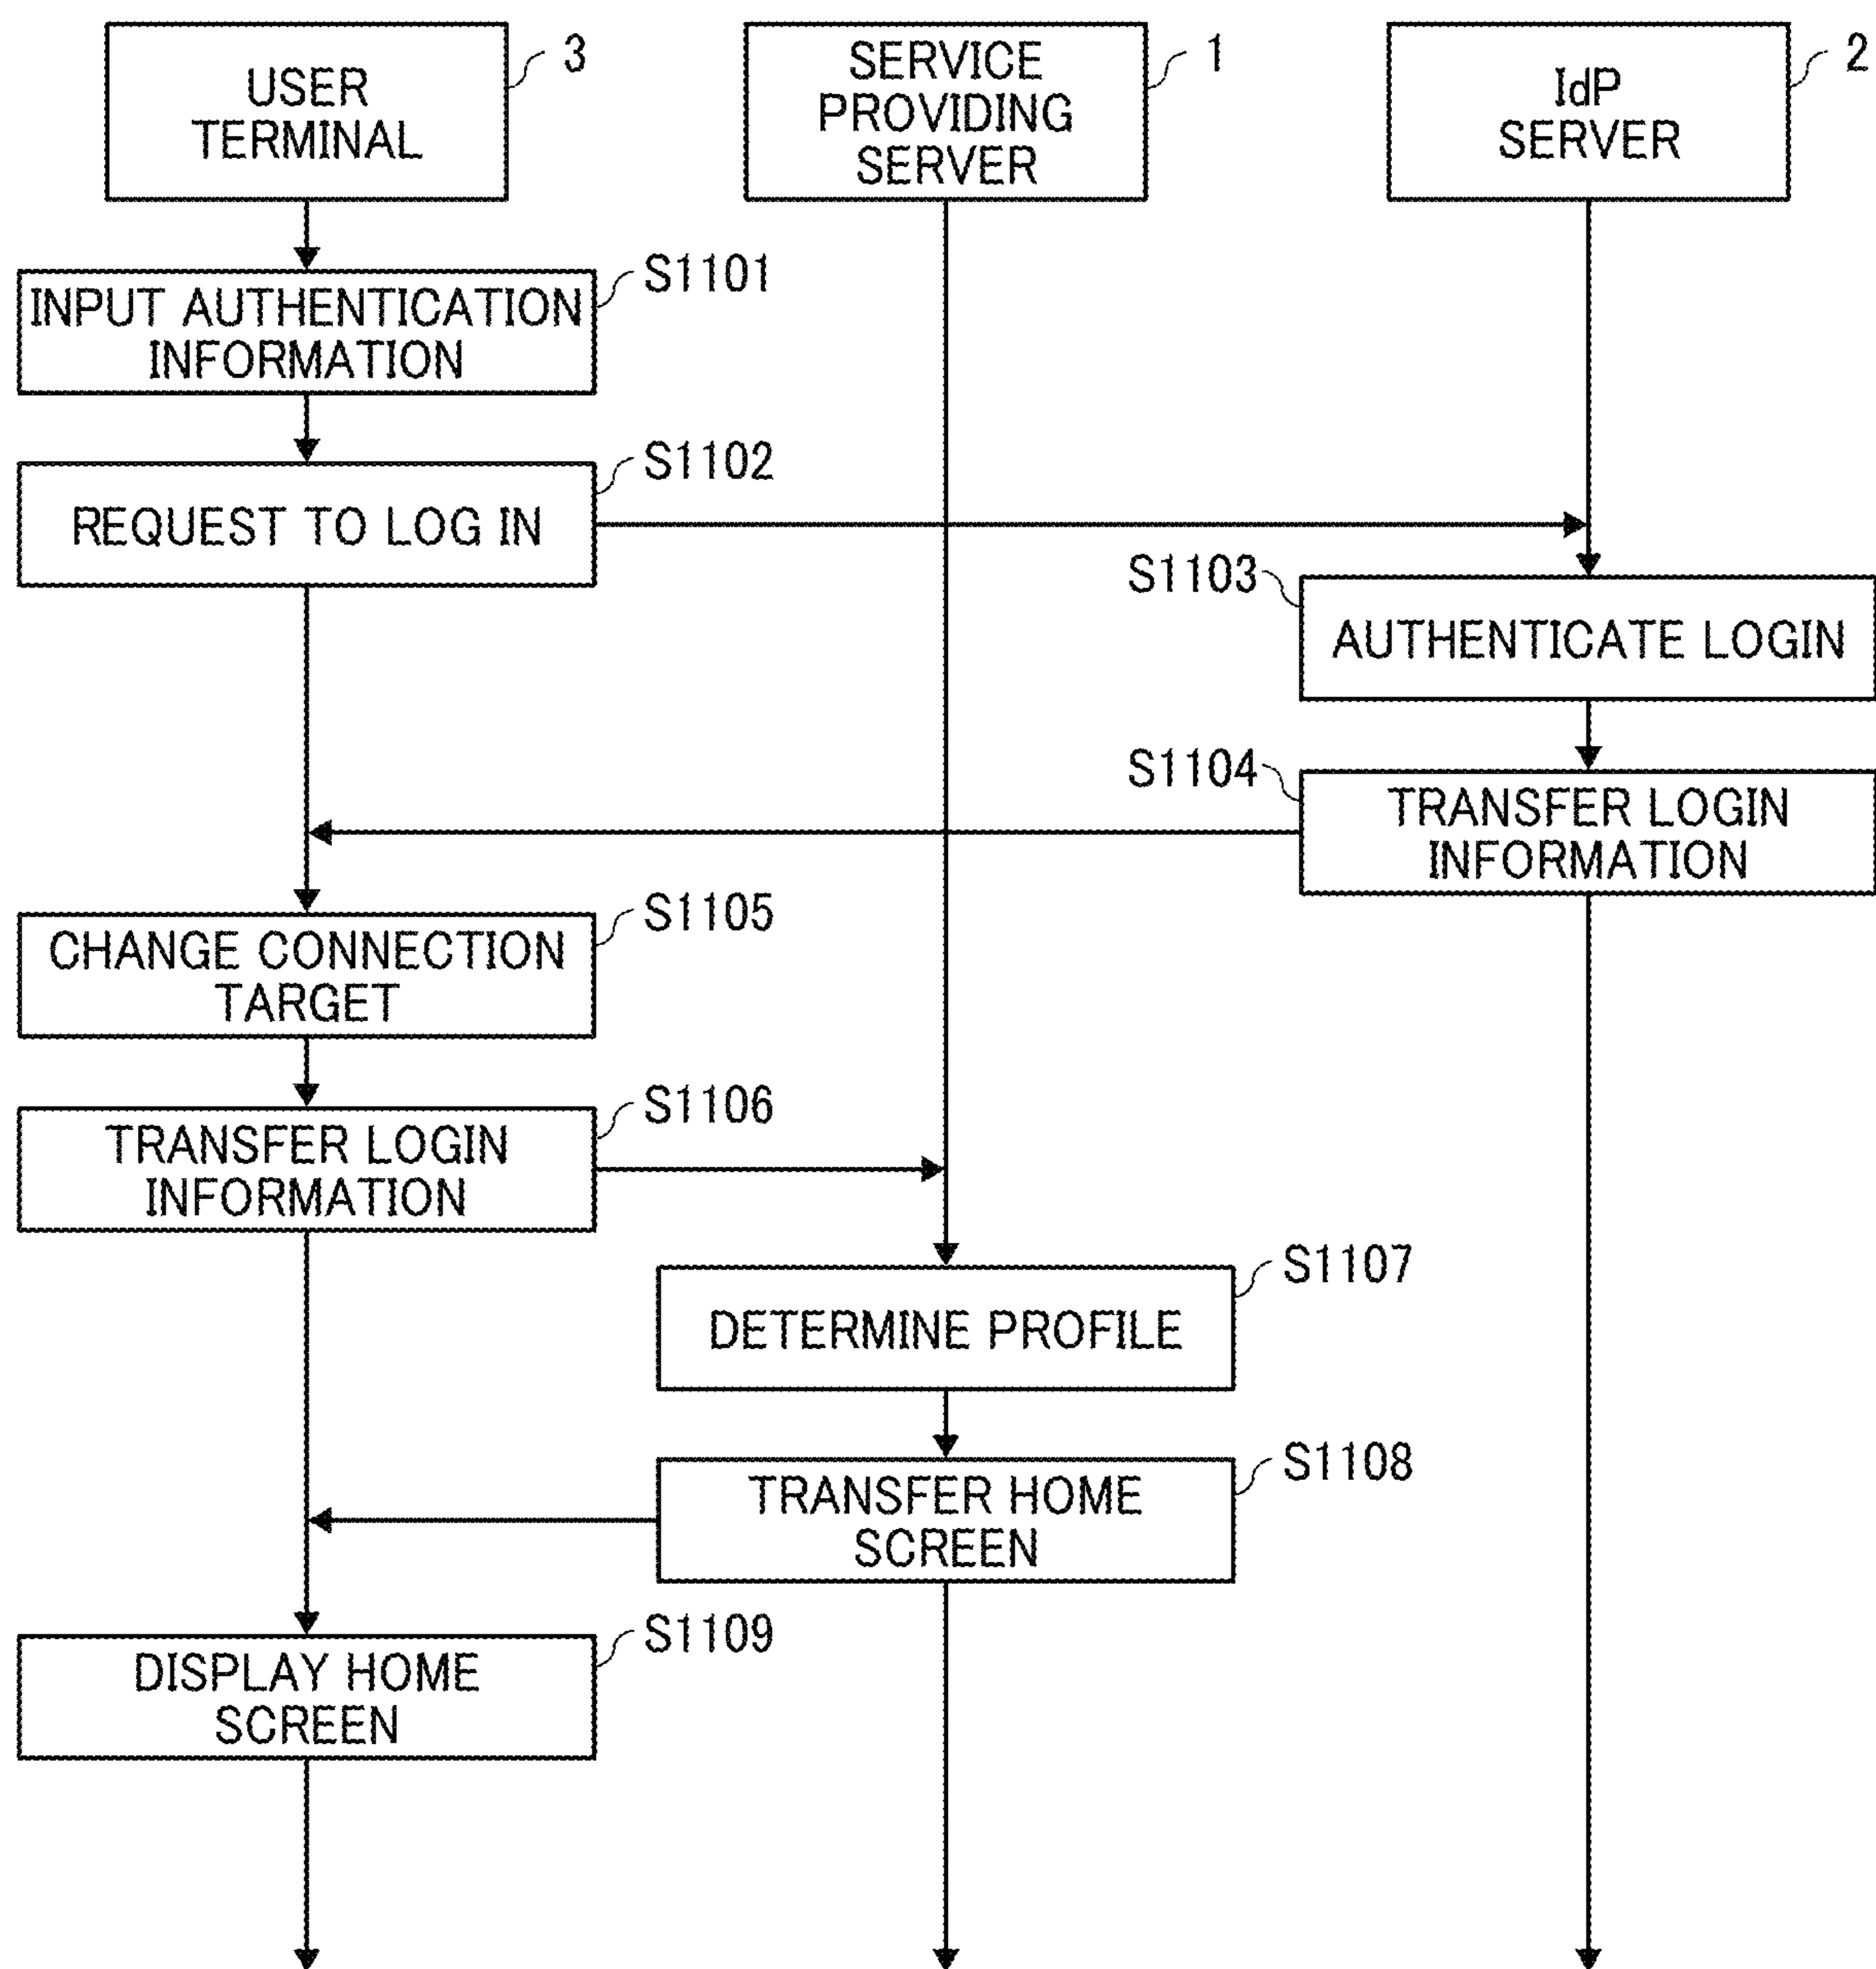 USER
TERMINAL
3
SERVICE
PROVIDING
SERVER
1
IdP
SERVER
2
INPUT AUTHENTICATION
INFORMATION
S1101
REQUEST TO LOG IN
S1102
S1103
AUTHENTICATE LOGIN
S1104
TRANSFER LOGIN
INFORMATION
CHANGE CONNECTION
TARGET
S1105
TRANSFER LOGIN
INFORMATION
S1106
DETERMINE PROFILE
S1107
TRANSFER HOME
SCREEN
S1108
DISPLAY HOME
SCREEN
S1109